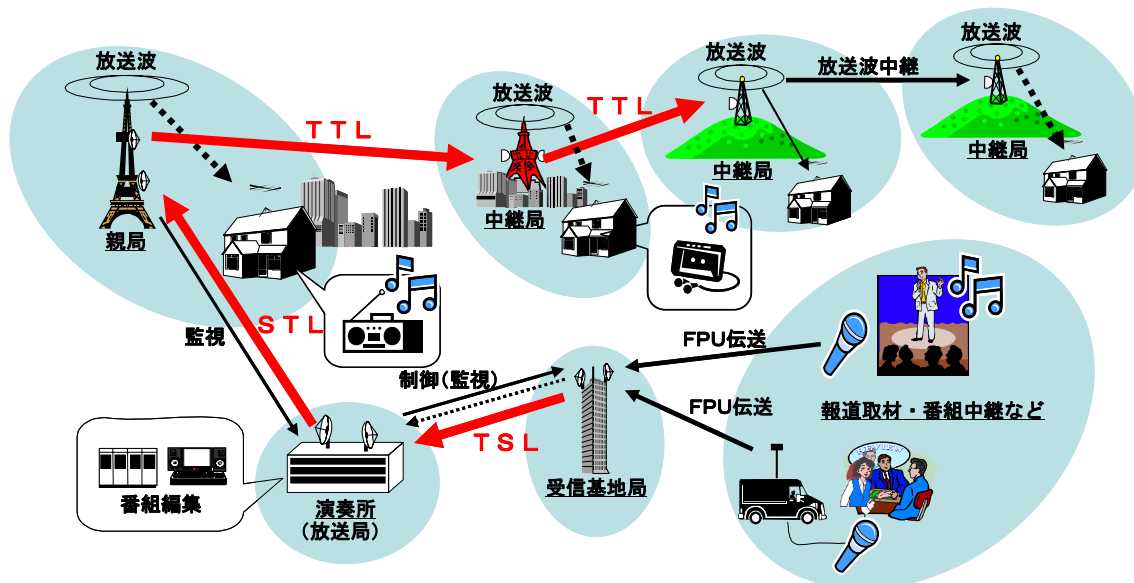 放送波
放送波
放送波
放送波
放送波中継
TTL
TTL
中継局
中継局
中継局
親局
STL
監視
FPU伝送
制御(監視)
FPU伝送
報道取材・番組中継など
TSL
受信基地局
番組編集
演奏所
(放送局)